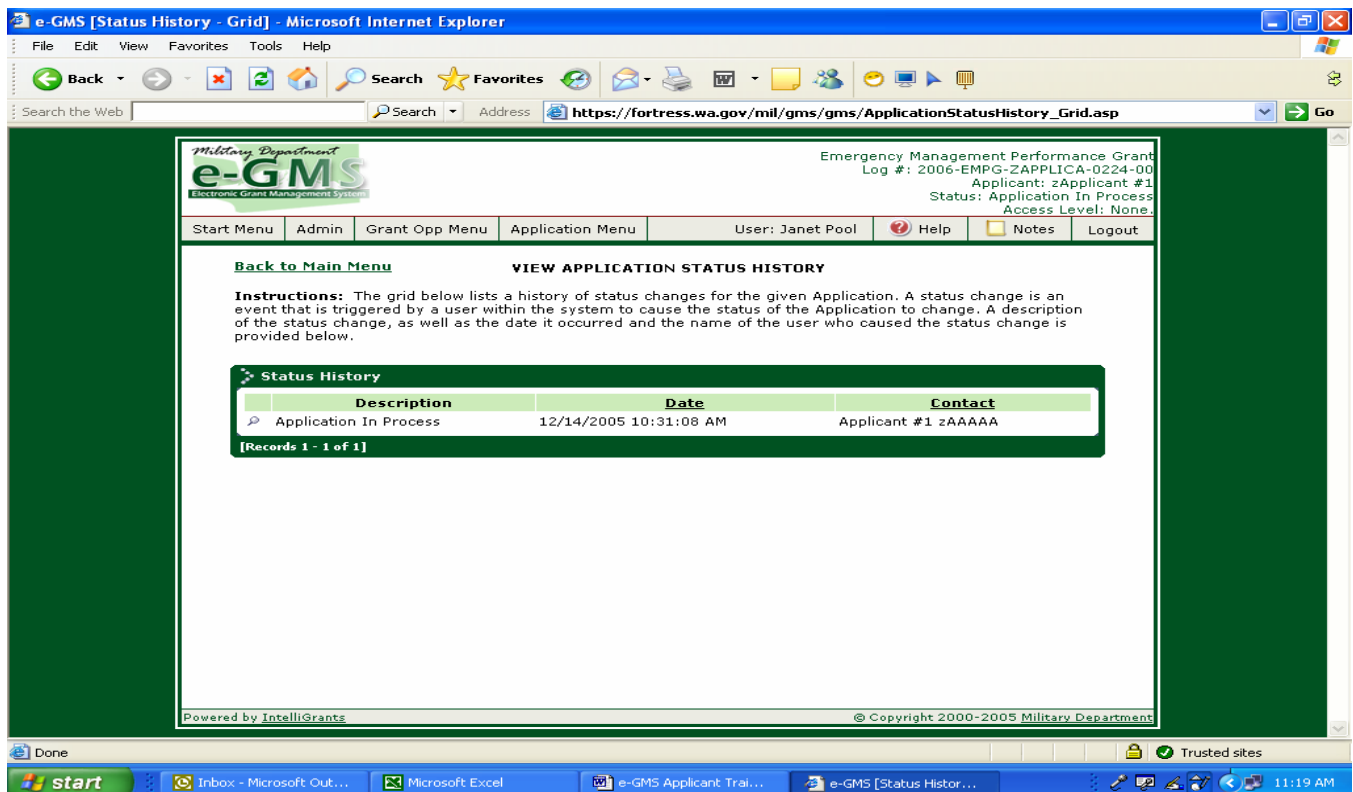 e-GMS [Status History - Grid] - Microsoft Internet Explorer
File Edit View Favorites Tools Help
Back Search Favorites
Search the Web Search Address https://fortress.wa.gov/mil/gms/gms/ApplicationStatusHistory_Grid.asp Go
Military Department
e-GMS
Electronic Grant Management System
Emergency Management Performance Grant
Log #: 2006-EMPG-ZAPPLICA-0224-00
Applicant: zApplicant #1
Status: Application In Process
Access Level: None.
Start Menu Admin Grant Opp Menu Application Menu User: Janet Pool Help Notes Logout
Back to Main Menu VIEW APPLICATION STATUS HISTORY
Instructions: The grid below lists a history of status changes for the given Application. A status change is an
event that is triggered by a user within the system to cause the status of the Application to change. A description
of the status change, as well as the date it occurred and the name of the user who caused the status change is
provided below.
Status History
Description Date Contact
Application In Process 12/14/2005 10:31:08 AM Applicant #1 zAAAAA
[Records 1 - 1 of 1]
Powered by IntelliGrants © Copyright 2000-2005 Military Department
Done Trusted sites
start Inbox - Microsoft Out... Microsoft Excel e-GMS Applicant Trai... e-GMS [Status Histor... 11:19 AM